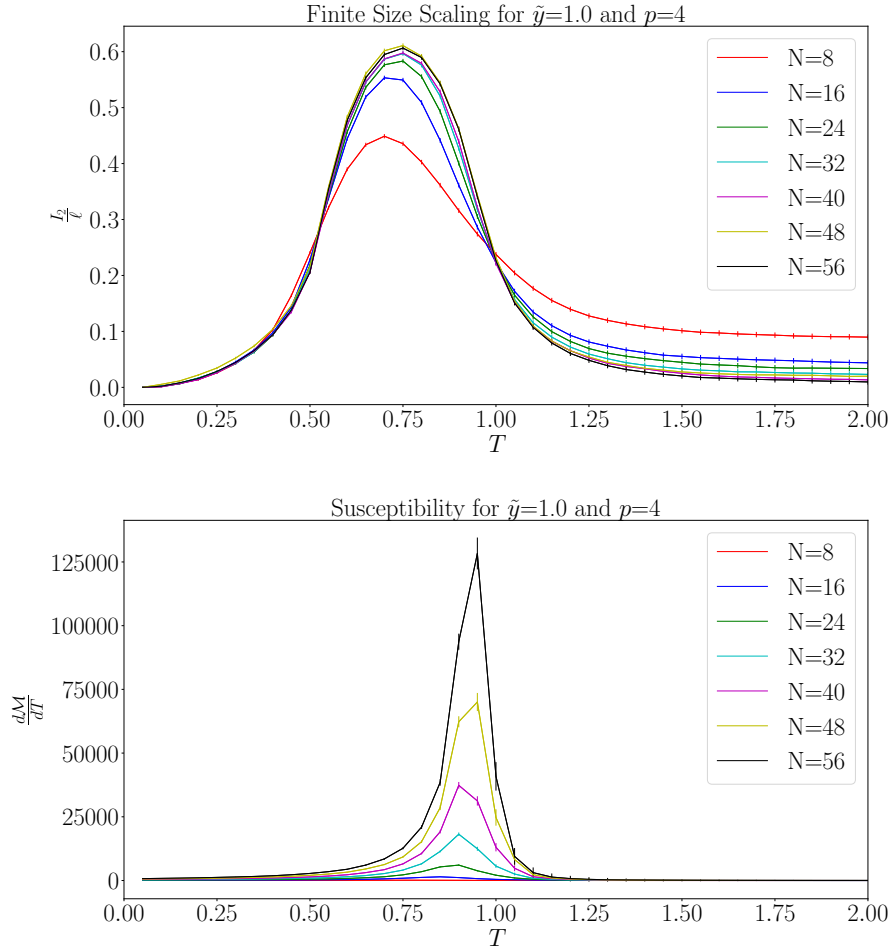 Finite Size Scaling for ỹ=1.0 and p=4
0.6
0.5
0.4
0.3
0.2
0.1
0.0
I₂/ℓ
N=8
N=16
N=24
N=32
N=40
N=48
N=56
0.00 0.25 0.50 0.75 1.00 1.25 1.50 1.75 2.00
T
Susceptibility for ỹ=1.0 and p=4
125000
100000
75000
50000
25000
0
dM/dT
N=8
N=16
N=24
N=32
N=40
N=48
N=56
0.00 0.25 0.50 0.75 1.00 1.25 1.50 1.75 2.00
T